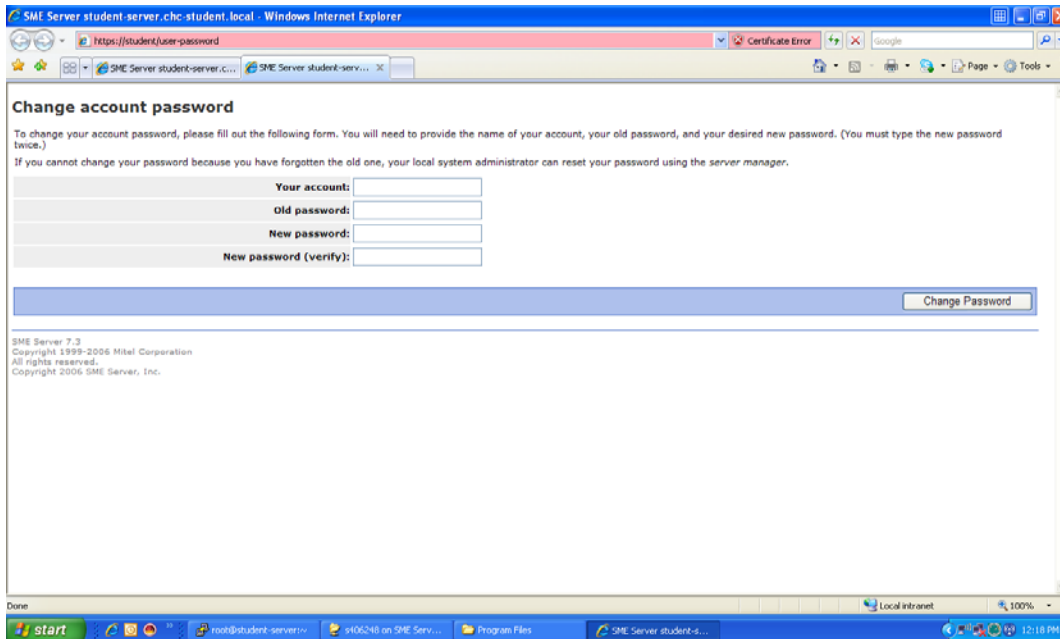 SME Server student-server.chc-student.local - Windows Internet Explorer
https://student/user-password
Certificate Error
Google
SME Server student-server.c...
SME Server student-serv...
Page
Tools
Change account password
To change your account password, please fill out the following form. You will need to provide the name of your account, your old password, and your desired new password. (You must type the new password
twice.)
If you cannot change your password because you have forgotten the old one, your local system administrator can reset your password using the server manager.
Your account:
Old password:
New password:
New password (verify):
Change Password
SME Server 7.3
Copyright 1999-2006 Mitel Corporation
All rights reserved.
Copyright 2006 SME Server, Inc.
Done
Local intranet
100%
start
root@student-server:~
s406248 on SME Serv...
Program Files
SME Server student-s...
12:18 PM